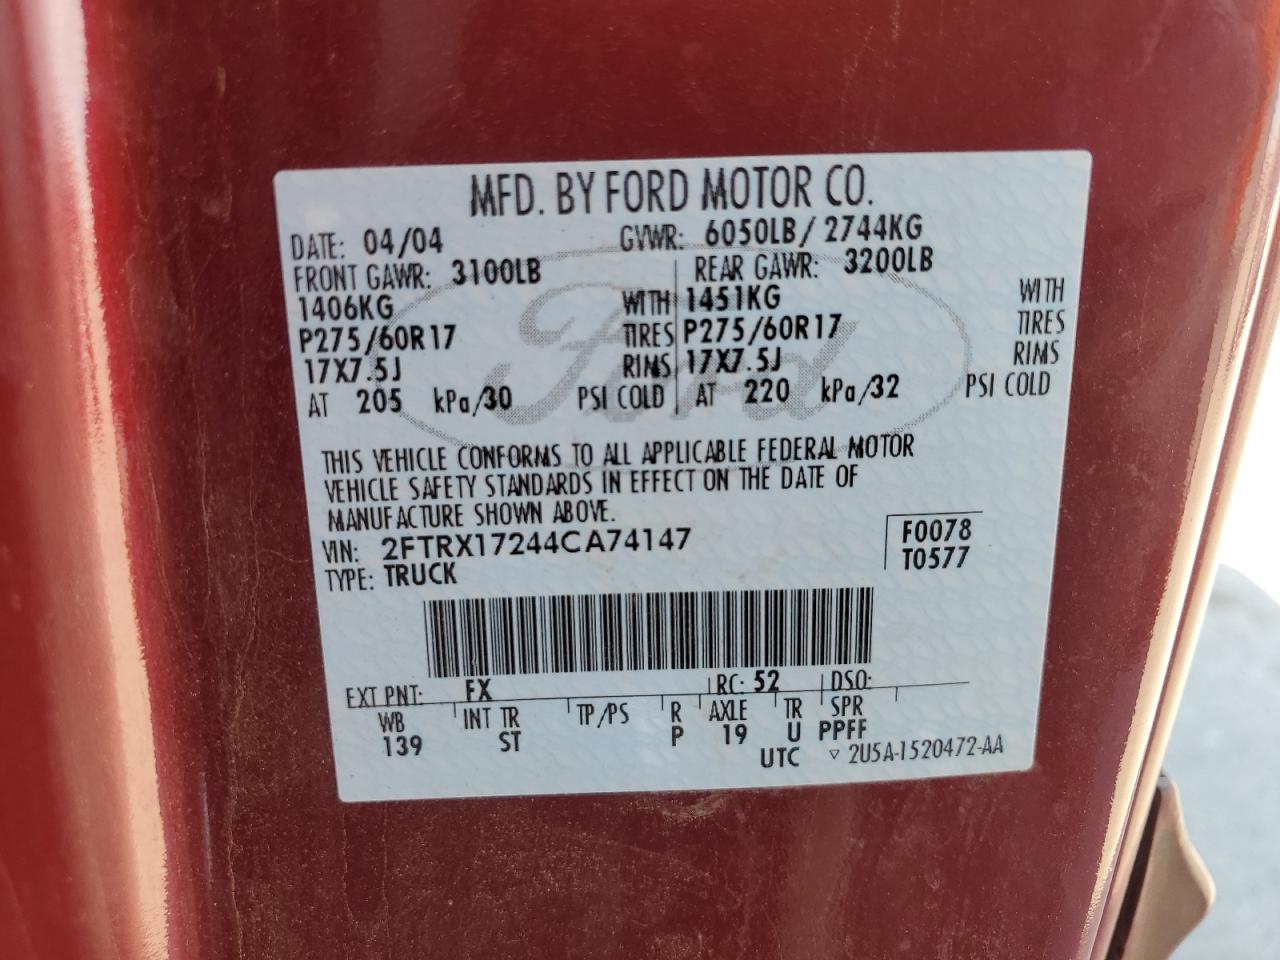 MFD. BY FORD MOTOR CO.
DATE: 04/04 GVWR: 6050LB/ 2744KG
FRONT GAWR: 3100LB REAR GAWR: 3200LB
1406KG WITH 1451KG WITH
P275/60R17 TIRES P275/60R17 TIRES
17X7.5J RIMS 17X7.5J RIMS
AT 205 kPa/30 PSI COLD AT 220 kPa/32 PSI COLD
Ford
THIS VEHICLE CONFORMS TO ALL APPLICABLE FEDERAL MOTOR
VEHICLE SAFETY STANDARDS IN EFFECT ON THE DATE OF
MANUFACTURE SHOWN ABOVE.
VIN: 2FTRX17244CA74147 F0078
TYPE: TRUCK T0577
EXT PNT: FX RC: 52 DSO:
WB INT TR TP/PS R AXLE TR SPR
139 ST P 19 U PPFF
UTC ▽ 2U5A-1520472-AA